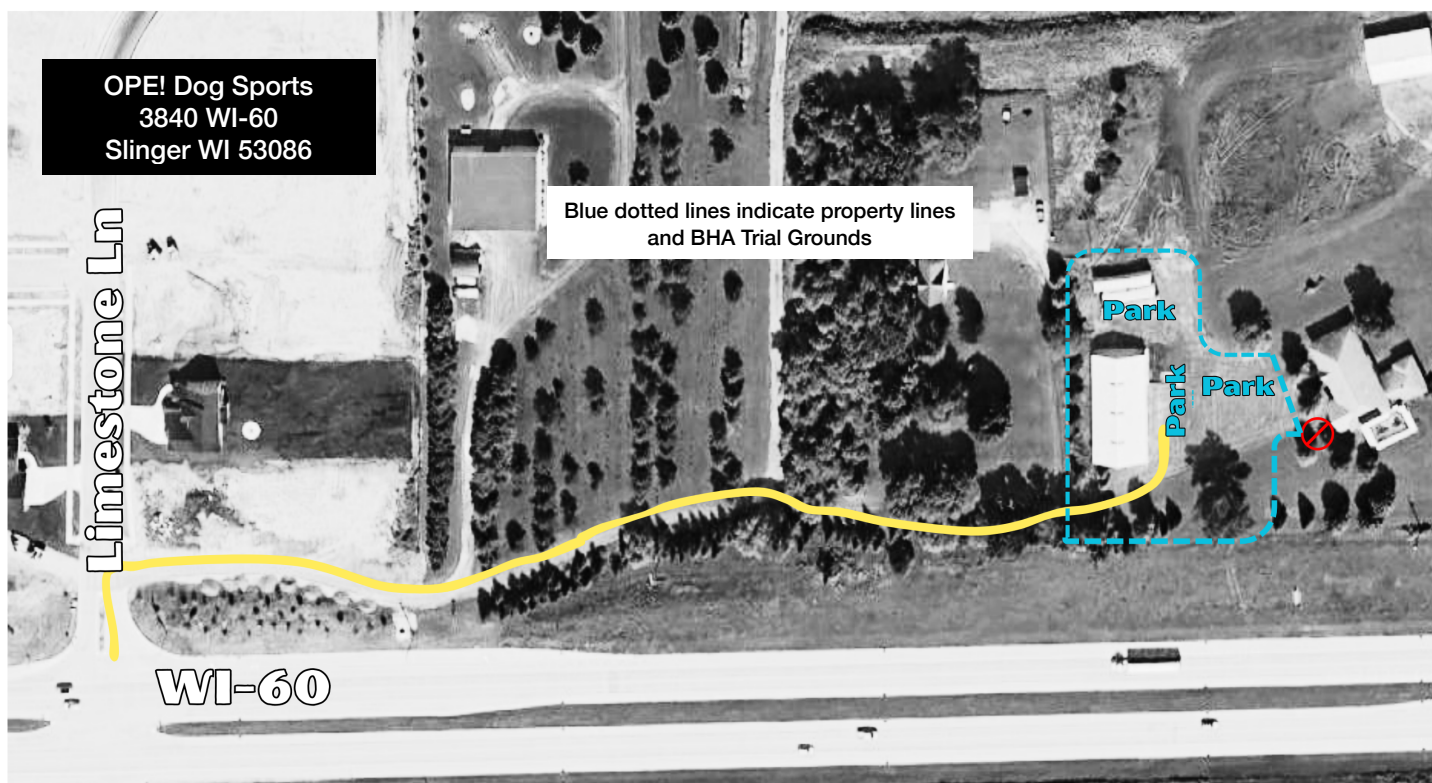 OPE! Dog Sports
3840 WI-60
Slinger WI 53086
Blue dotted lines indicate property lines
and BHA Trial Grounds
Limestone Ln
Park
Park
Park
WI-60